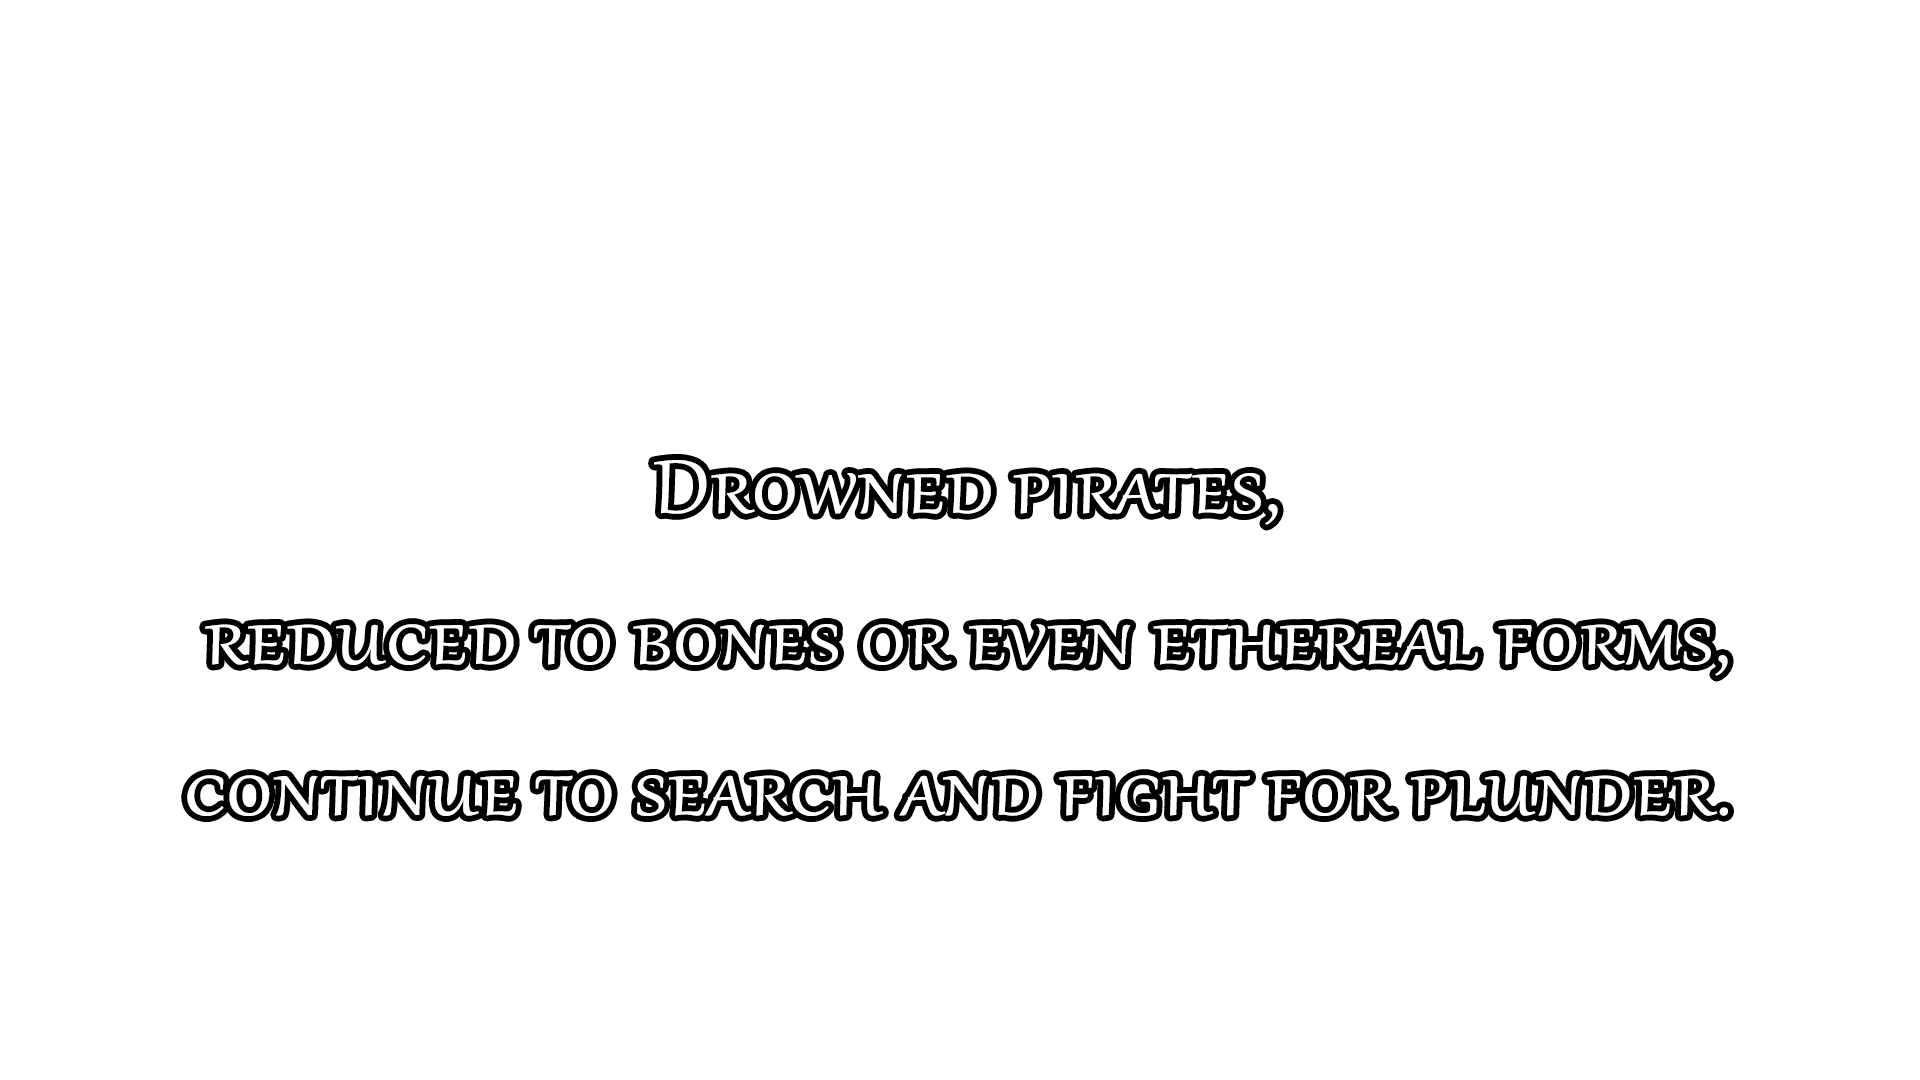 Drowned pirates,
reduced to bones or even ethereal forms,
continue to search and fight for plunder.